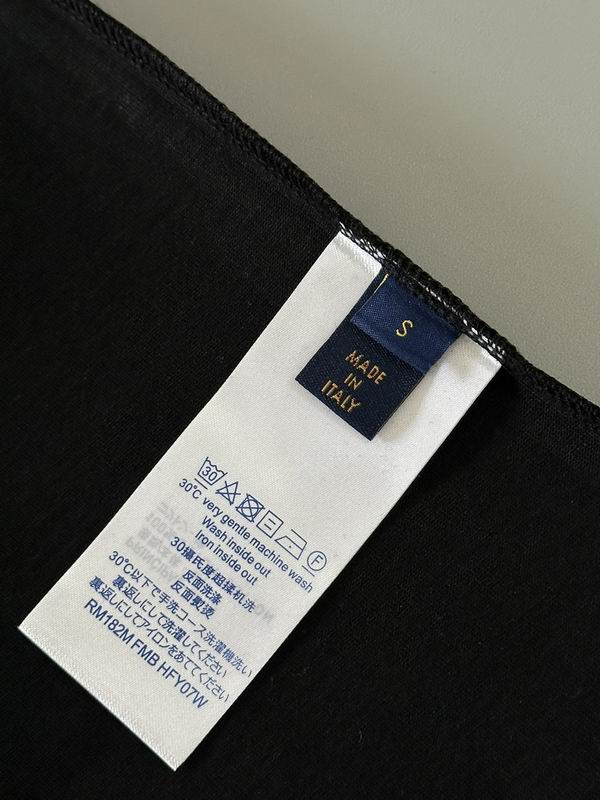 S
MADE
IN
ITALY
30
F
30℃ very gentle machine wash
Wash inside out
Iron inside out
30攝氏度超揉机洗
反面洗涤
反面熨烫
30℃以下で手洗コース洗濯機洗い
裏返しにして洗濯してください
裏返しにしてアイロンをあててください
RM182M FMB HFY07W